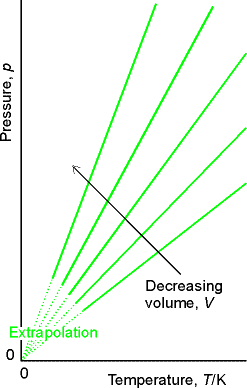 Pressure, p
Decreasing
volume, V
Extrapolation
0
0
Temperature, T/K